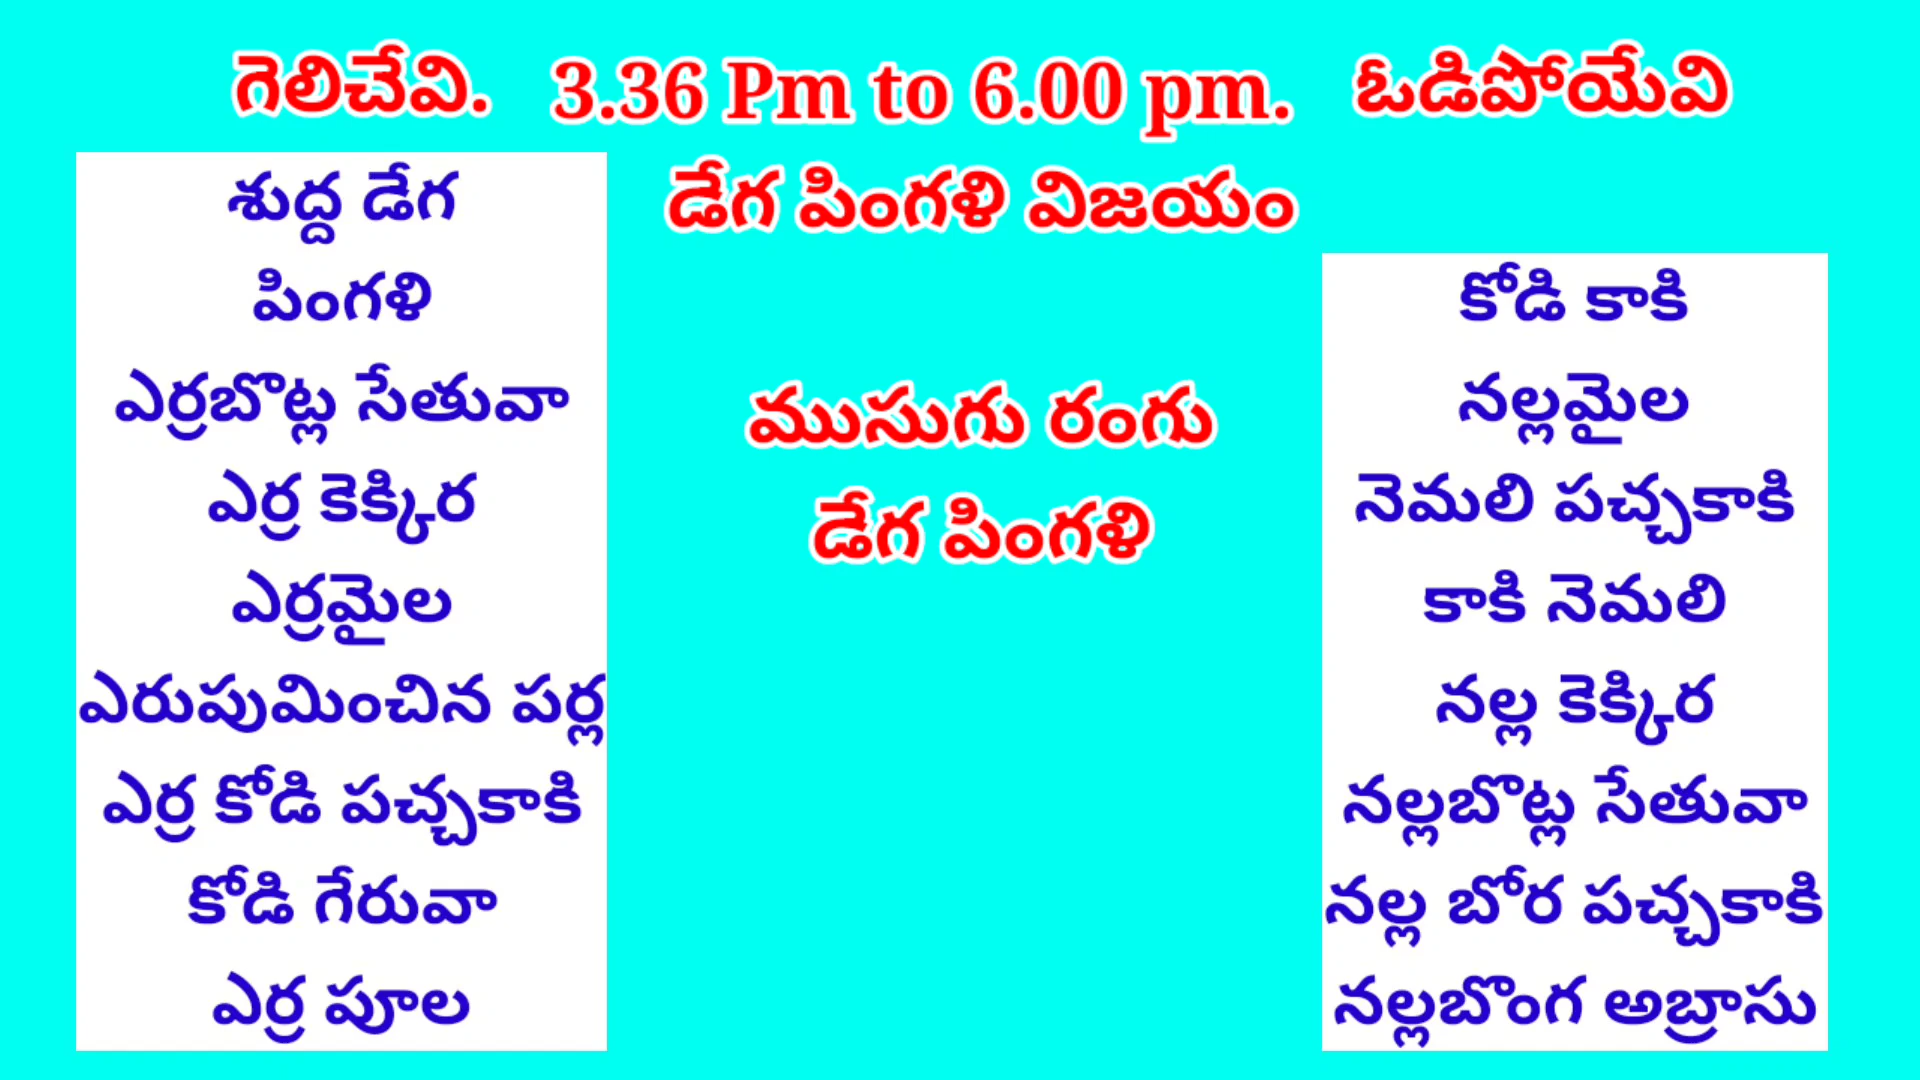 గెలిచేవి. 3.36 Pm to 6.00 pm. ఓడిపోయేవి
డేగ పింగళి విజయం
ముసుగు రంగు
డేగ పింగళి
శుద్ద డేగ
పింగళి
ఎర్రబొట్ల సేతువా
ఎర్ర కెక్కిర
ఎర్రమైల
ఎరుపుమించిన పర్ల
ఎర్ర కోడి పచ్చకాకి
కోడి గేరువా
ఎర్ర పూల
కోడి కాకి
నల్లమైల
నెమలి పచ్చకాకి
కాకి నెమలి
నల్ల కెక్కిర
నల్లబొట్ల సేతువా
నల్ల బోర పచ్చకాకి
నల్లబొంగ అబ్రాసు